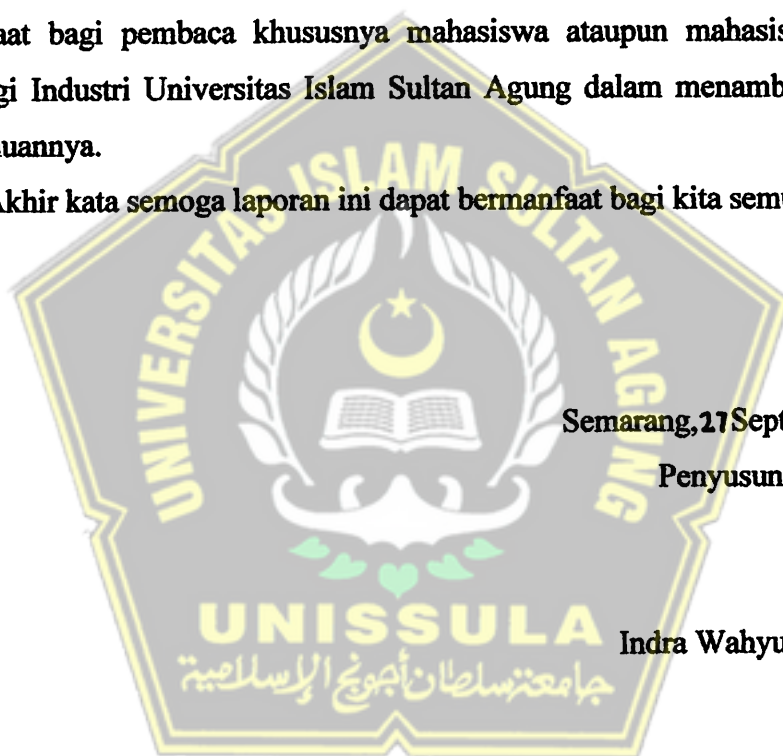 aat bagi pembaca khususnya mahasiswa ataupun mahasis
gi Industri Universitas Islam Sultan Agung dalam menamb
uannya.
Akhir kata semoga laporan ini dapat bermanfaat bagi kita semu
UNIVERSITAS ISLAM SULTAN AGUNG
Semarang, 27 Sept
Penyusun
UNISSULA
Indra Wahyu
جامعة سلطان أجونج الإسلامية